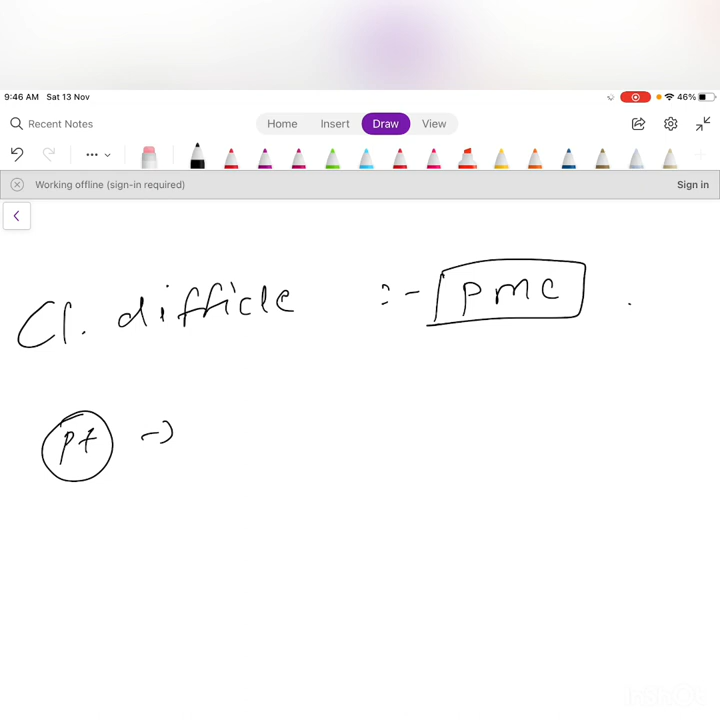 9:46 AM Sat 13 Nov 46%
Recent Notes Home Insert Draw View
Working offline (sign-in required) Sign in
Cl. difficle :- PMC
Pt →